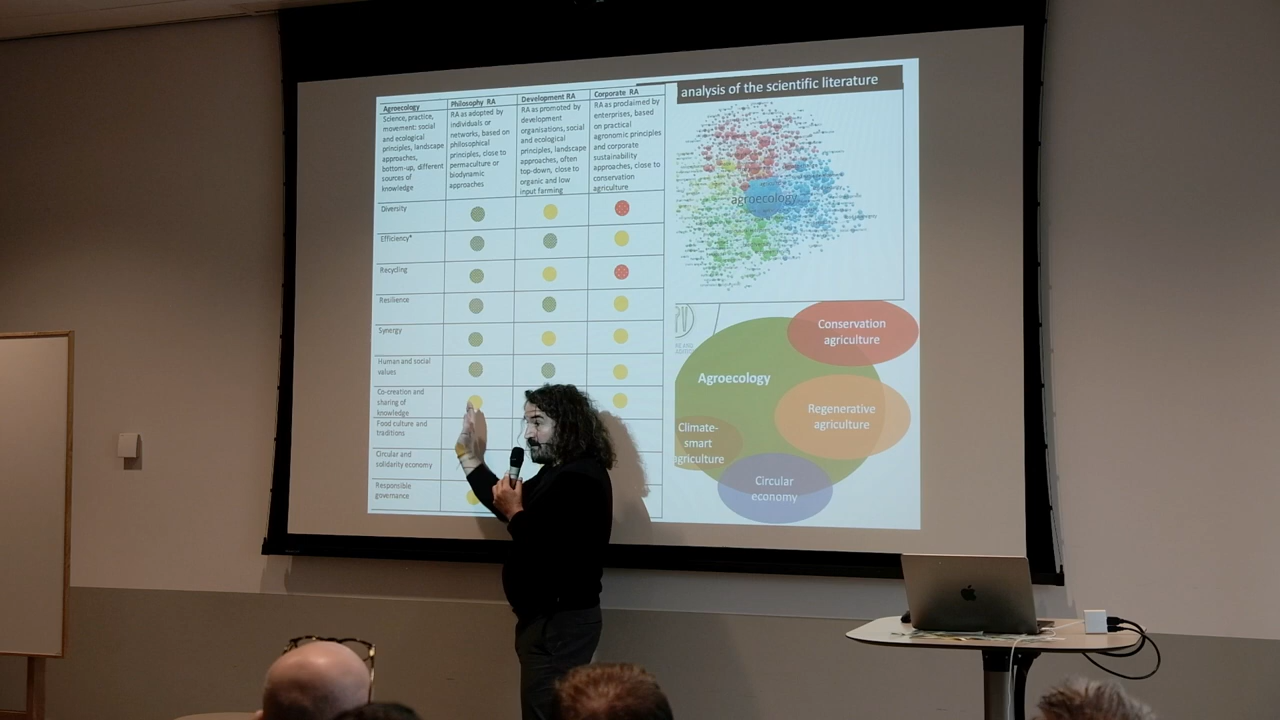 Agroecology
Science, practice,
movement: social
and ecological
principles, landscape
approaches,
bottom-up, different
sources of
knowledge
Philosophy RA
RA as adopted by
individuals or
networks, based on
philosophical
principles, close to
permaculture or
biodynamic
approaches
Development RA
RA as promoted by
development
organisations, social
and ecological
principles, landscape
approaches, often
top-down, close to
organic and low
input farming
Corporate RA
RA as proclaimed by
enterprises, based
on practical
agronomic principles
and corporate
sustainability
approaches, close to
conservation
agriculture
Diversity
Efficiency*
Recycling
Resilience
Synergy
Human and social
values
Co-creation and
sharing of
knowledge
Food culture and
traditions
Circular and
solidarity economy
Responsible
governance
analysis of the scientific literature
agroecology
Conservation
agriculture
Agroecology
Regenerative
agriculture
Climate-
smart
agriculture
Circular
economy